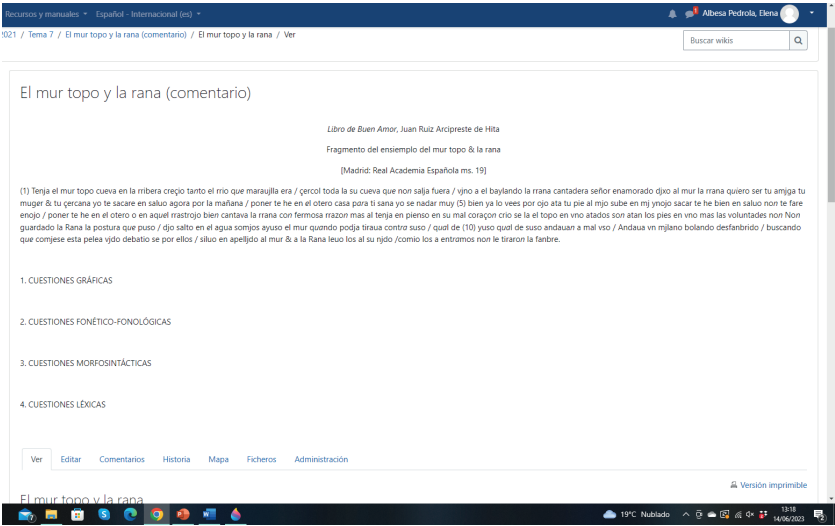 Recursos y manuales Español - Internacional (es) Albesa Pedrola, Elena
2021 / Tema 7 / El mur topo y la rana (comentario) / El mur topo y la rana / Ver
Buscar wikis
El mur topo y la rana (comentario)
Libro de Buen Amor, Juan Ruiz Arcipreste de Hita
Fragmento del ensiemplo del mur topo & la rana
[Madrid: Real Academia Española ms. 19]
(1) Tenja el mur topo cueva en la rribera creçio tanto el rrio que maraujlla era / çercol toda la su cueva que non salja fuera / vjno a el baylando la rrana cantadera señor enamorado djxo al mur la rrana quiero ser tu amjga tu
muger & tu çercana yo te sacare en saluo agora por la mañana / poner te he en el otero casa para ti sana yo se nadar muy (5) bien ya lo vees por ojo ata tu pie al mjo sube en mj ynojo sacar te he bien en saluo non te fare
enojo / poner te he en el otero o en aquel rrastrojo bien cantava la rrana con fermosa rrazon mas al tenja en pienso en su mal coraçon crio se la el topo en vno atados son atan los pies en vno mas las voluntades non Non
guardado la Rana la postura que puso / djo salto en el agua somjos ayuso el mur quando podja tiraua contra suso / qual de (10) yuso qual de suso andauan a mal vso / Andaua vn mjlano bolando desfanbrido / buscando
que comjese esta pelea vjdo debatio se por ellos / siluo en apelljdo al mur & a la Rana leuo los al su njdo /comio los a entramos non le tiraron la fanbre.
1. CUESTIONES GRÁFICAS
2. CUESTIONES FONÉTICO-FONOLÓGICAS
3. CUESTIONES MORFOSINTÁCTICAS
4. CUESTIONES LÉXICAS
Ver Editar Comentarios Historia Mapa Ficheros Administración
Versión imprimible
El mur topo y la rana
19°C Nublado
13:18
14/06/2023